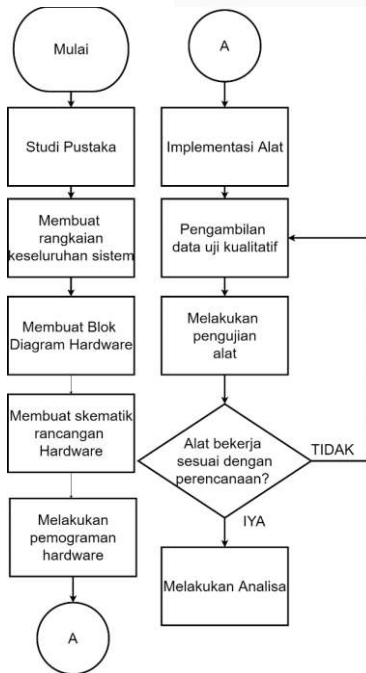 Mulai
Studi Pustaka
Membuat
rangkaian
keseluruhan sistem
Membuat Blok
Diagram Hardware
Membuat skematik
rancangan
Hardware
Melakukan
pemograman
hardware
A
A
Implementasi Alat
Pengambilan
data uji kualitatif
Melakukan
pengujian
alat
Alat bekerja
sesuai dengan
perencanaan?
TIDAK
IYA
Melakukan Analisa